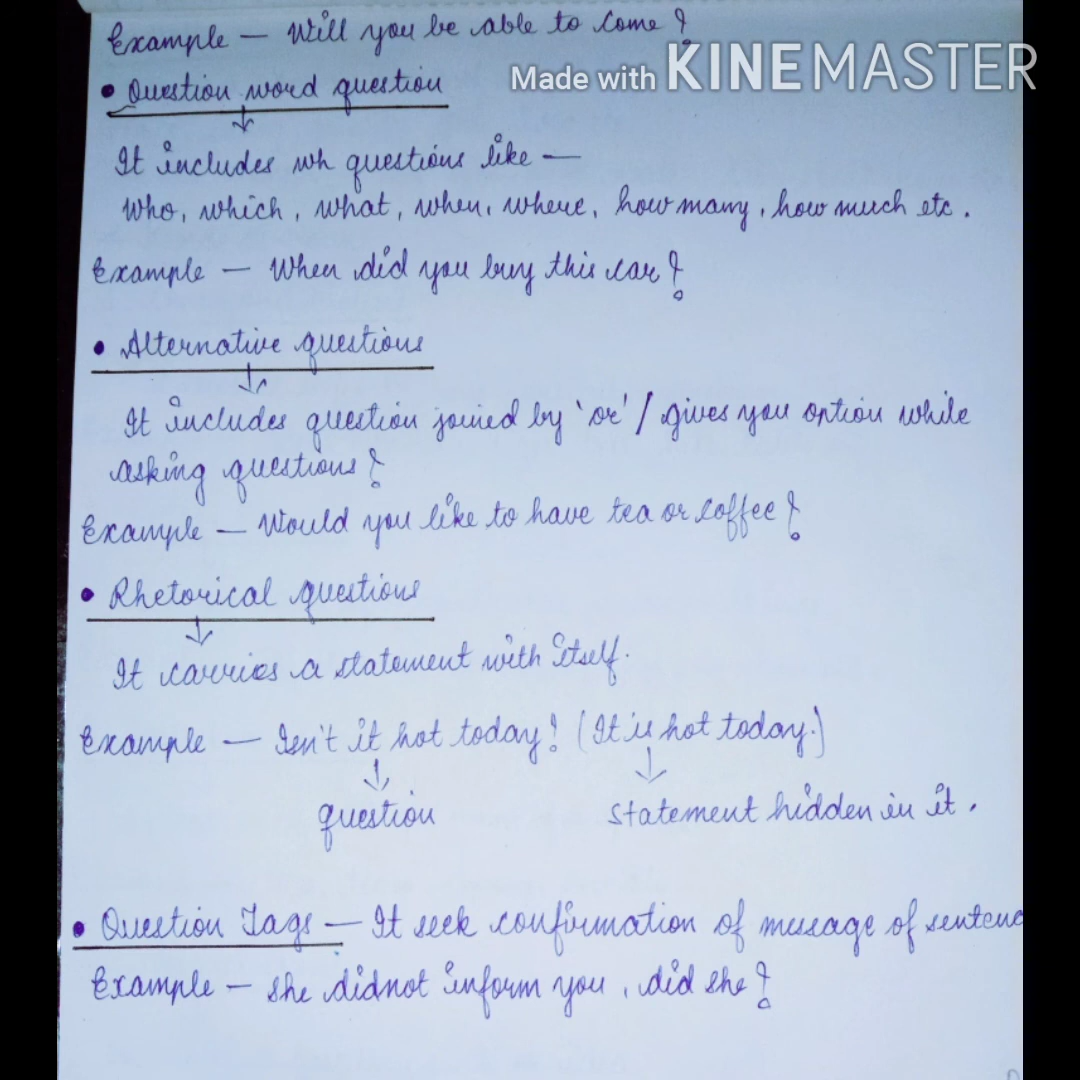 Example — Will you be able to come?
Made with KINEMASTER
• Question word question
It includes wh questions like —
Who, which, what, when, where, how many, how much etc.
Example — When did you buy this car?
• Alternative questions
It includes question joined by 'or' / gives you option while
asking questions?
Example — Would you like to have tea or coffee?
• Rhetorical questions
It carries a statement with itself.
Example — Isn't it hot today! (It is hot today.)
question statement hidden in it.
• Question Tags — It seek confirmation of message of sentenc
Example — she didnot inform you, did she?